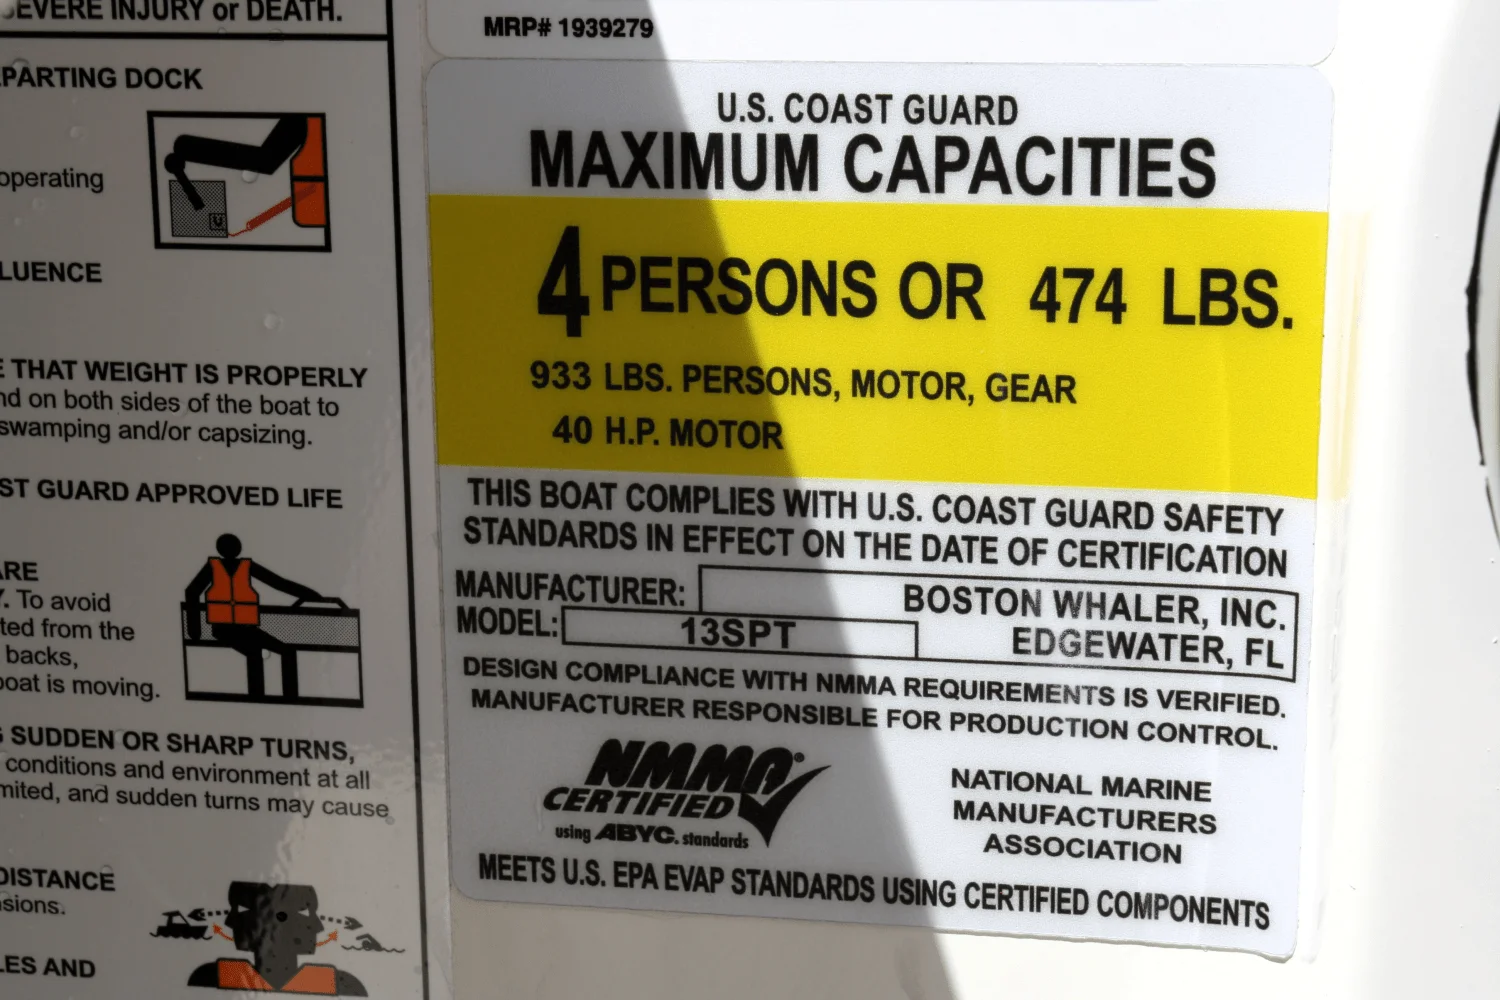 SEVERE INJURY or DEATH.
PARTING DOCK
operating
LUENCE
THAT WEIGHT IS PROPERLY
on both sides of the boat to
swamping and/or capsizing.
ST GUARD APPROVED LIFE
ARE
To avoid
ted from the
backs,
boat is moving.
SUDDEN OR SHARP TURNS,
conditions and environment at all
mited, and sudden turns may cause
DISTANCE
sions.
LES AND
MRP# 1939279
U.S. COAST GUARD
MAXIMUM CAPACITIES
4 PERSONS OR 474 LBS.
933 LBS. PERSONS, MOTOR, GEAR
40 H.P. MOTOR
THIS BOAT COMPLIES WITH U.S. COAST GUARD SAFETY
STANDARDS IN EFFECT ON THE DATE OF CERTIFICATION
MANUFACTURER: BOSTON WHALER, INC.
MODEL: 13SPT EDGEWATER, FL
DESIGN COMPLIANCE WITH NMMA REQUIREMENTS IS VERIFIED.
MANUFACTURER RESPONSIBLE FOR PRODUCTION CONTROL.
NMMA®
CERTIFIED
using ABYC. standards
NATIONAL MARINE
MANUFACTURERS
ASSOCIATION
MEETS U.S. EPA EVAP STANDARDS USING CERTIFIED COMPONENTS